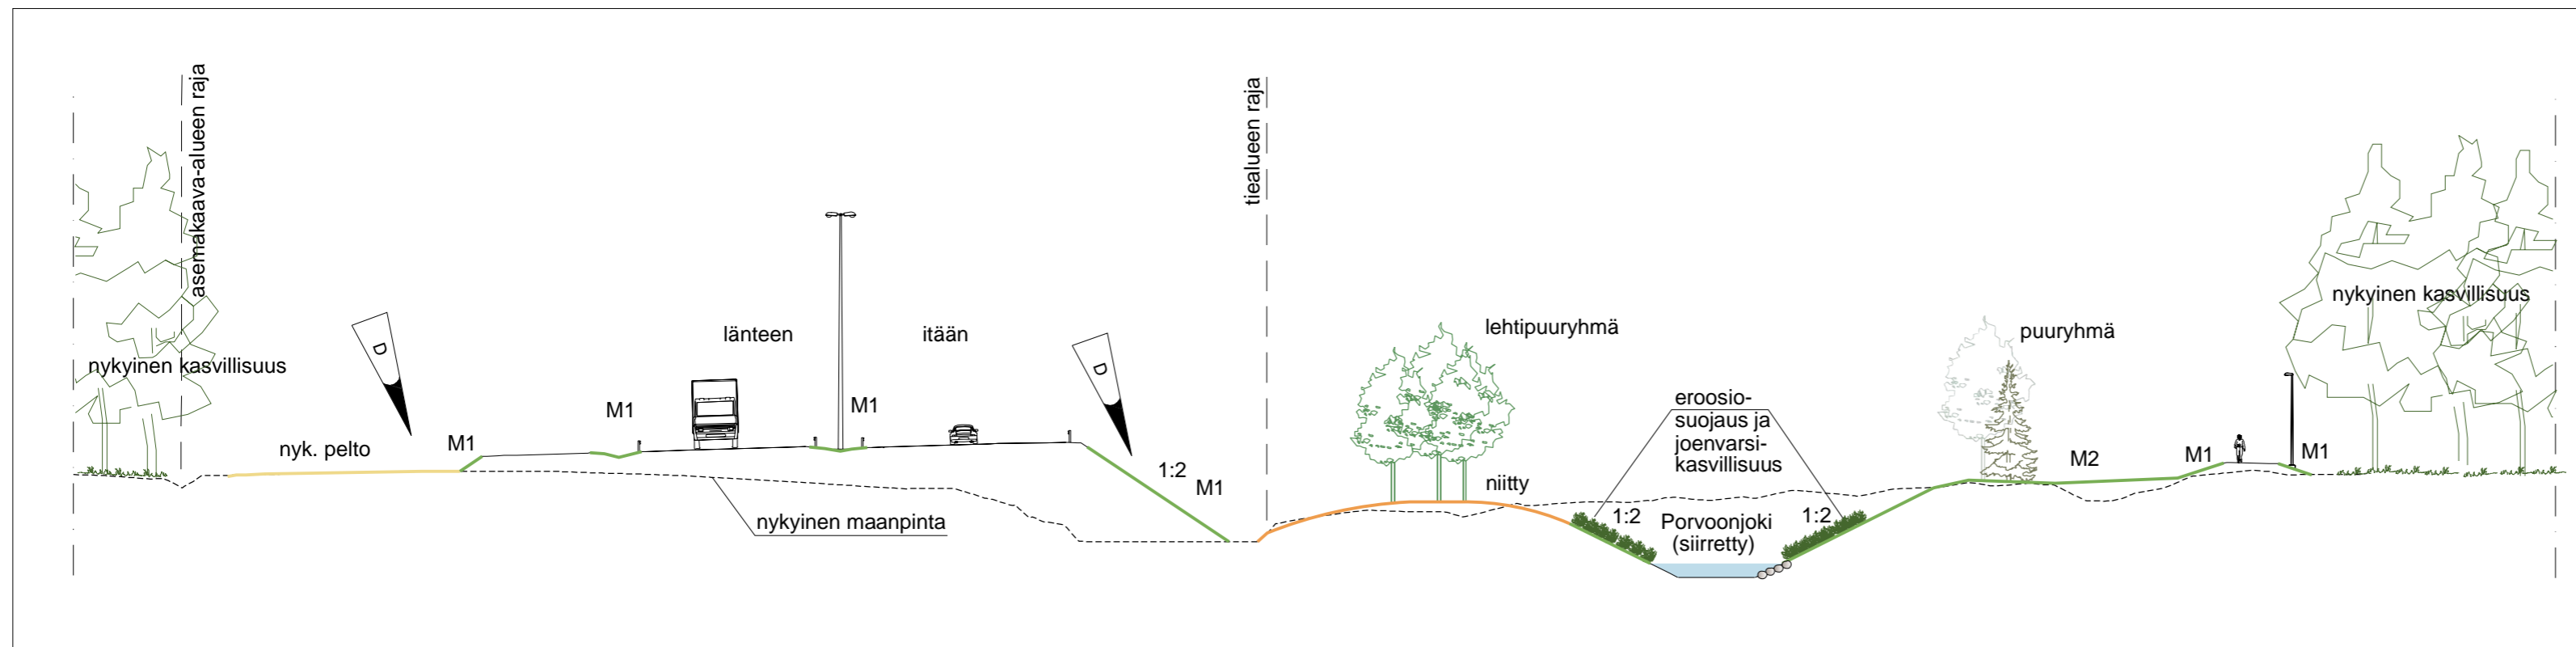 asemakaava-alueen raja
nykyinen kasvillisuus
nyk. pelto
D
M1
M1
länteen
M1
itään
nykyinen maanpinta
D
1:2
M1
tiealueen raja
lehtipuuryhmä
niitty
eroosio-
suojaus ja
joenvarsi-
kasvillisuus
1:2
Porvoonjoki
(siirretty)
1:2
puuryhmä
M2
M1
M1
nykyinen kasvillisuus